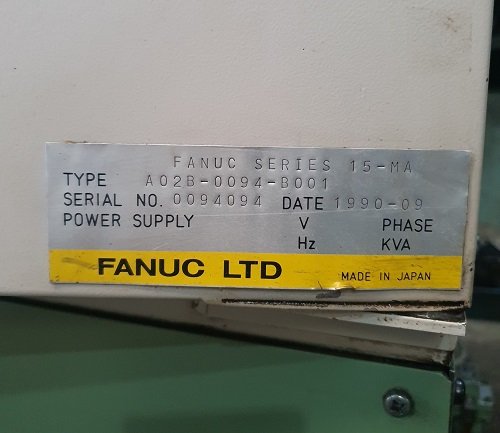 FANUC SERIES 15-MA
TYPE A02B-0094-B001
SERIAL NO. 0094094 DATE 1990-09
POWER SUPPLY V PHASE
Hz KVA
FANUC LTD MADE IN JAPAN